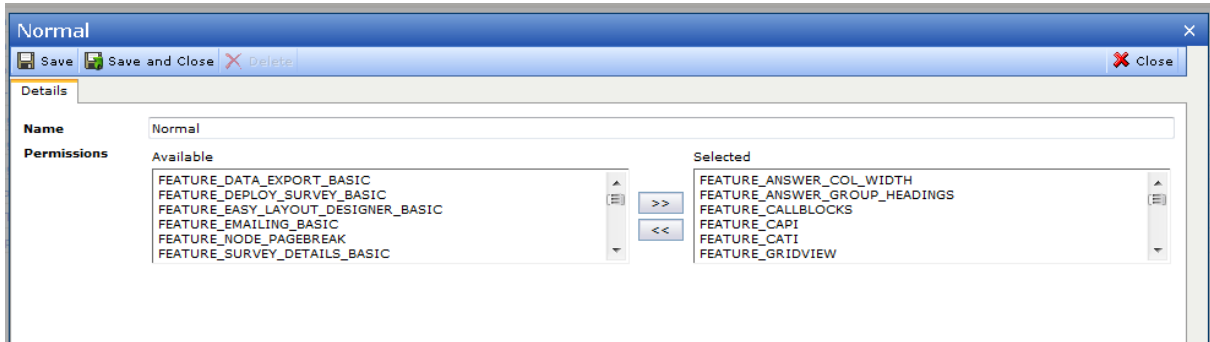 Normal
Save Save and Close Delete Close
Details
Name Normal
Permissions Available Selected
FEATURE_DATA_EXPORT_BASIC
FEATURE_DEPLOY_SURVEY_BASIC
FEATURE_EASY_LAYOUT_DESIGNER_BASIC
FEATURE_EMAILING_BASIC
FEATURE_NODE_PAGEBREAK
FEATURE_SURVEY_DETAILS_BASIC
>>
<<
FEATURE_ANSWER_COL_WIDTH
FEATURE_ANSWER_GROUP_HEADINGS
FEATURE_CALLBLOCKS
FEATURE_CAPI
FEATURE_CATI
FEATURE_GRIDVIEW